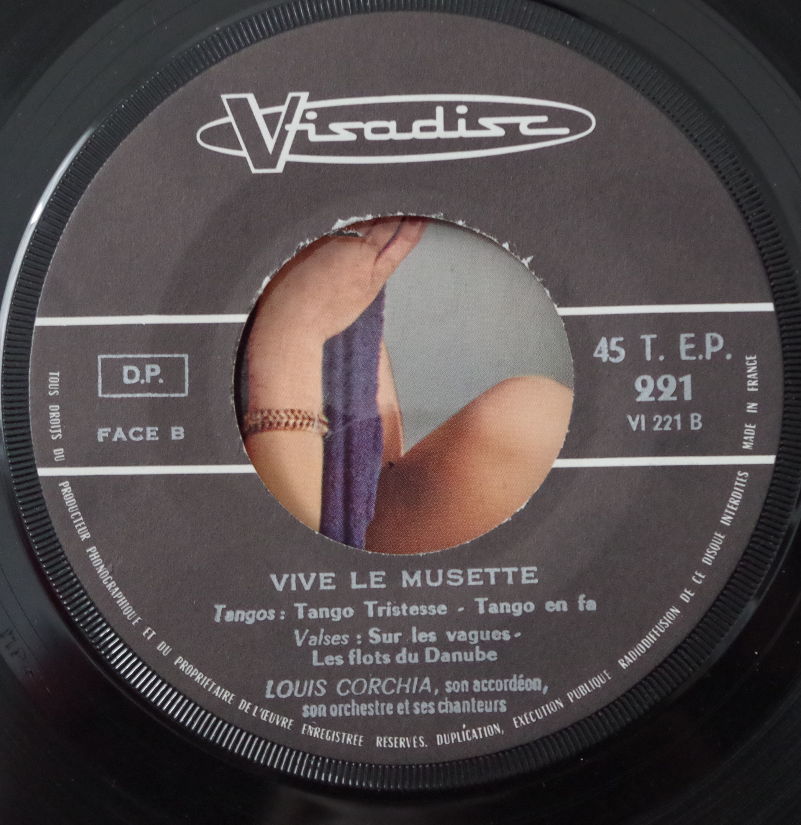 Visadisc
D.P.
FACE B
45 T. E.P.
221
VI 221 B
VIVE LE MUSETTE
Tangos : Tango Tristesse - Tango en fa
Valses : Sur les vagues -
Les flots du Danube
LOUIS CORCHIA, son accordéon,
son orchestre et ses chanteurs
TOUS DROITS DU PRODUCTEUR PHONOGRAPHIQUE ET DU PROPRIETAIRE DE L'ŒUVRE ENREGISTREE RESERVES. DUPLICATION, EXECUTION PUBLIQUE RADIODIFFUSION DE CE DISQUE INTERDITES MADE IN FRANCE